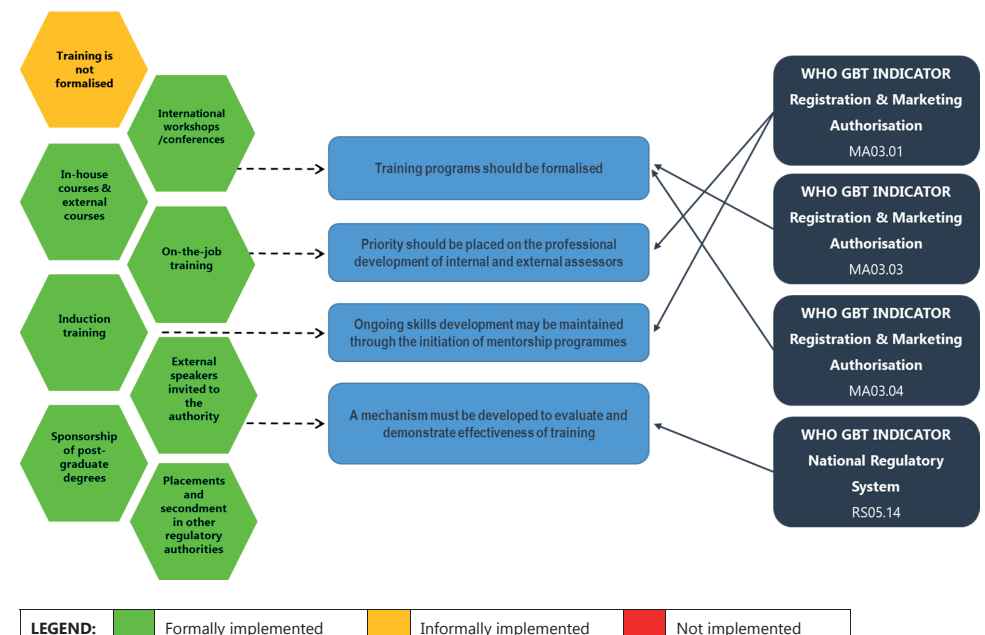 Training is
not
formalised
International
workshops
/conferences
In-house
courses &
external
courses
On-the-job
training
Induction
training
External
speakers
invited to
the
authority
Sponsorship
of post-
graduate
degrees
Placements
and
secondment
in other
regulatory
authorities
Training programs should be formalised
Priority should be placed on the professional
development of internal and external assessors
Ongoing skills development may be maintained
through the initiation of mentorship programmes
A mechanism must be developed to evaluate and
demonstrate effectiveness of training
WHO GBT INDICATOR
Registration & Marketing
Authorisation
MA03.01
WHO GBT INDICATOR
Registration & Marketing
Authorisation
MA03.03
WHO GBT INDICATOR
Registration & Marketing
Authorisation
MA03.04
WHO GBT INDICATOR
National Regulatory
System
RS05.14
LEGEND: Formally implemented Informally implemented Not implemented